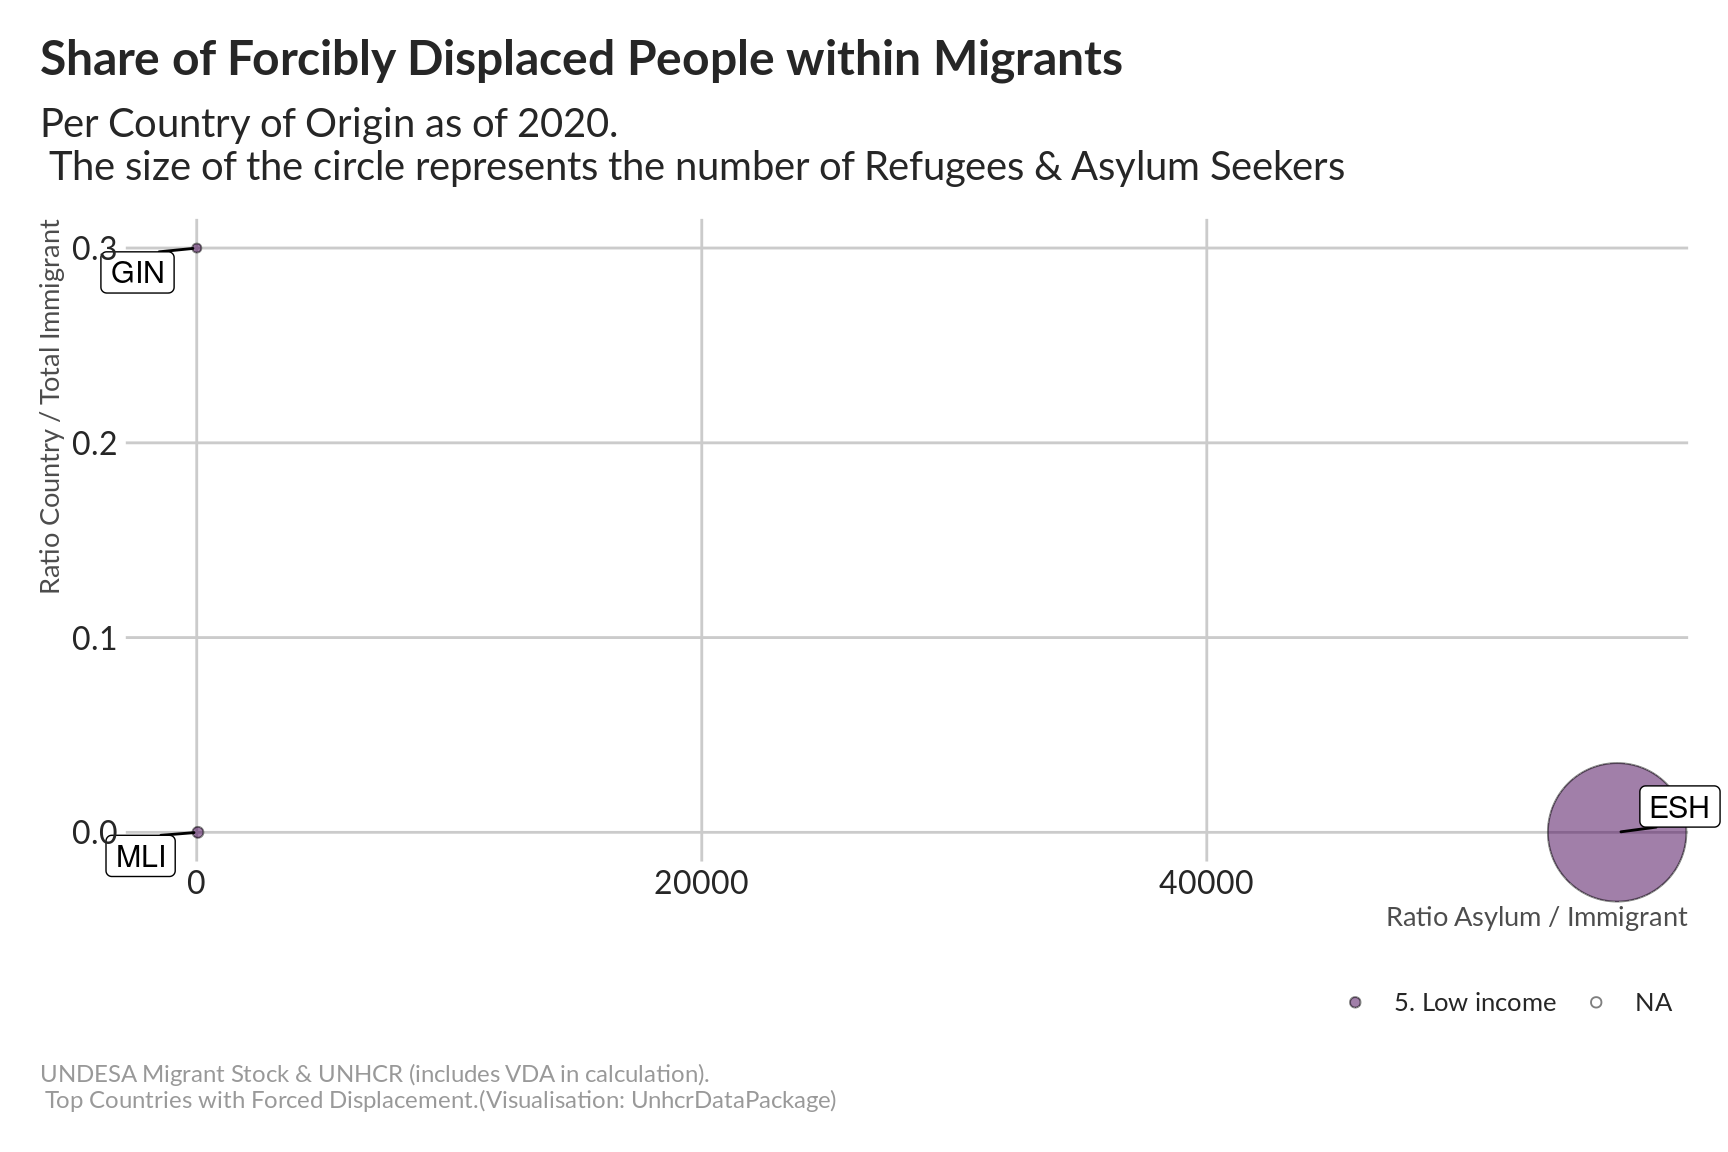 Share of Forcibly Displaced People within Migrants
Per Country of Origin as of 2020.
The size of the circle represents the number of Refugees & Asylum Seekers
Ratio Country / Total Immigrant
0.3
GIN
0.2
0.1
0.0
MLI
ESH
0
20000
40000
Ratio Asylum / Immigrant
5. Low income
NA
UNDESA Migrant Stock & UNHCR (includes VDA in calculation).
Top Countries with Forced Displacement.(Visualisation: UnhcrDataPackage)